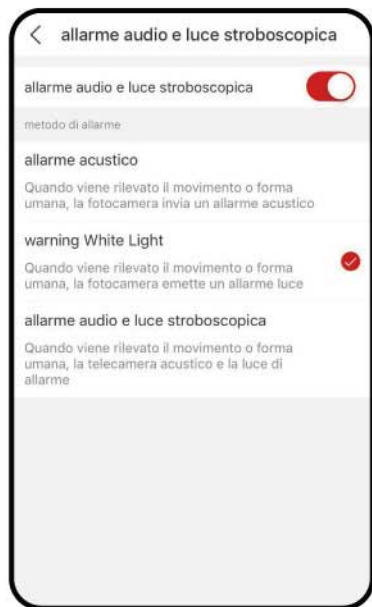 allarme audio e luce stroboscopica
allarme audio e luce stroboscopica
metodo di allarme
allarme acustico
Quando viene rilevato il movimento o forma
umana, la fotocamera invia un allarme acustico
warning White Light
Quando viene rilevato il movimento o forma
umana, la fotocamera emette un allarme luce
allarme audio e luce stroboscopica
Quando viene rilevato il movimento o forma
umana, la telecamera acustico e la luce di
allarme